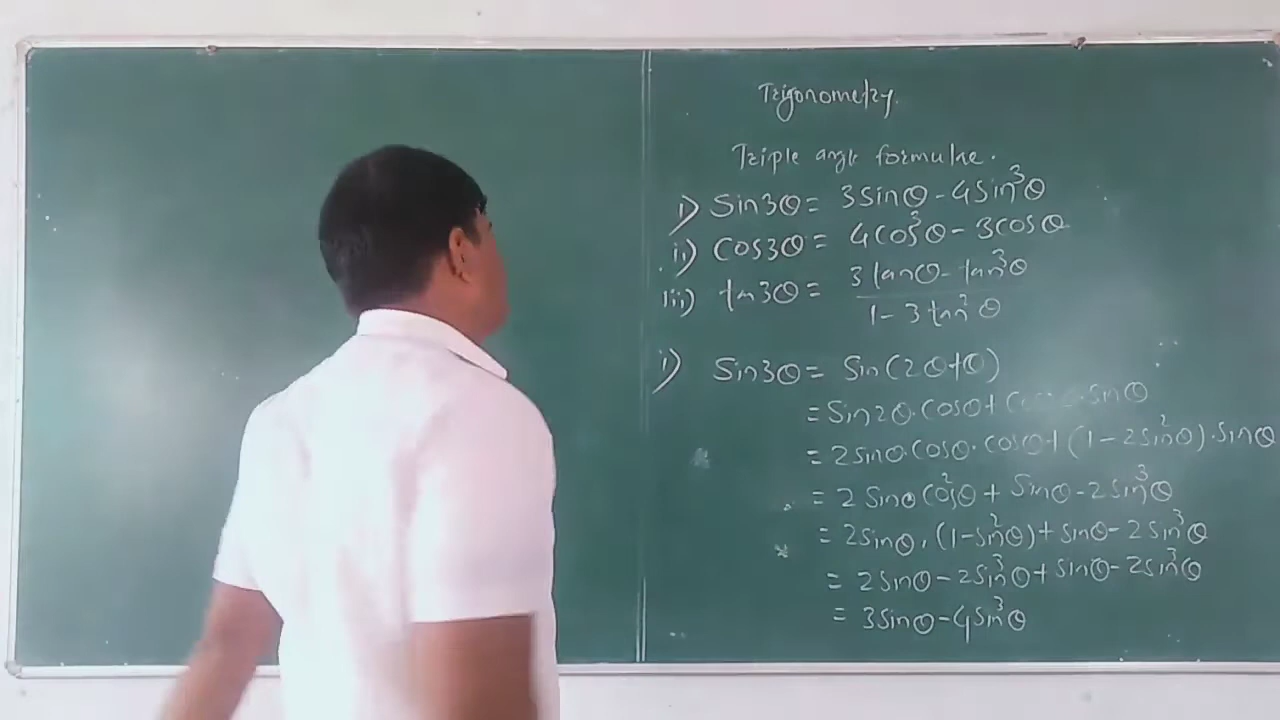 Trigonometry.
Triple angle formulae.
i) Sin3θ = 3sinθ - 4sin³θ
ii) Cos3θ = 4cos³θ - 3cosθ
iii) tan3θ = (3tanθ - tan³θ)/(1 - 3tan²θ)
i) Sin3θ = Sin(2θ+θ)
= Sin2θ.cosθ + .sinθ
= 2sinθ.cosθ.cosθ + (1 - 2sin²θ).sinθ
= 2 Sinθ cos²θ + Sinθ - 2sin³θ
= 2sinθ.(1-sin²θ) + sinθ - 2sin³θ
= 2sinθ - 2sin³θ + sinθ - 2sin³θ
= 3sinθ - 4sin³θ